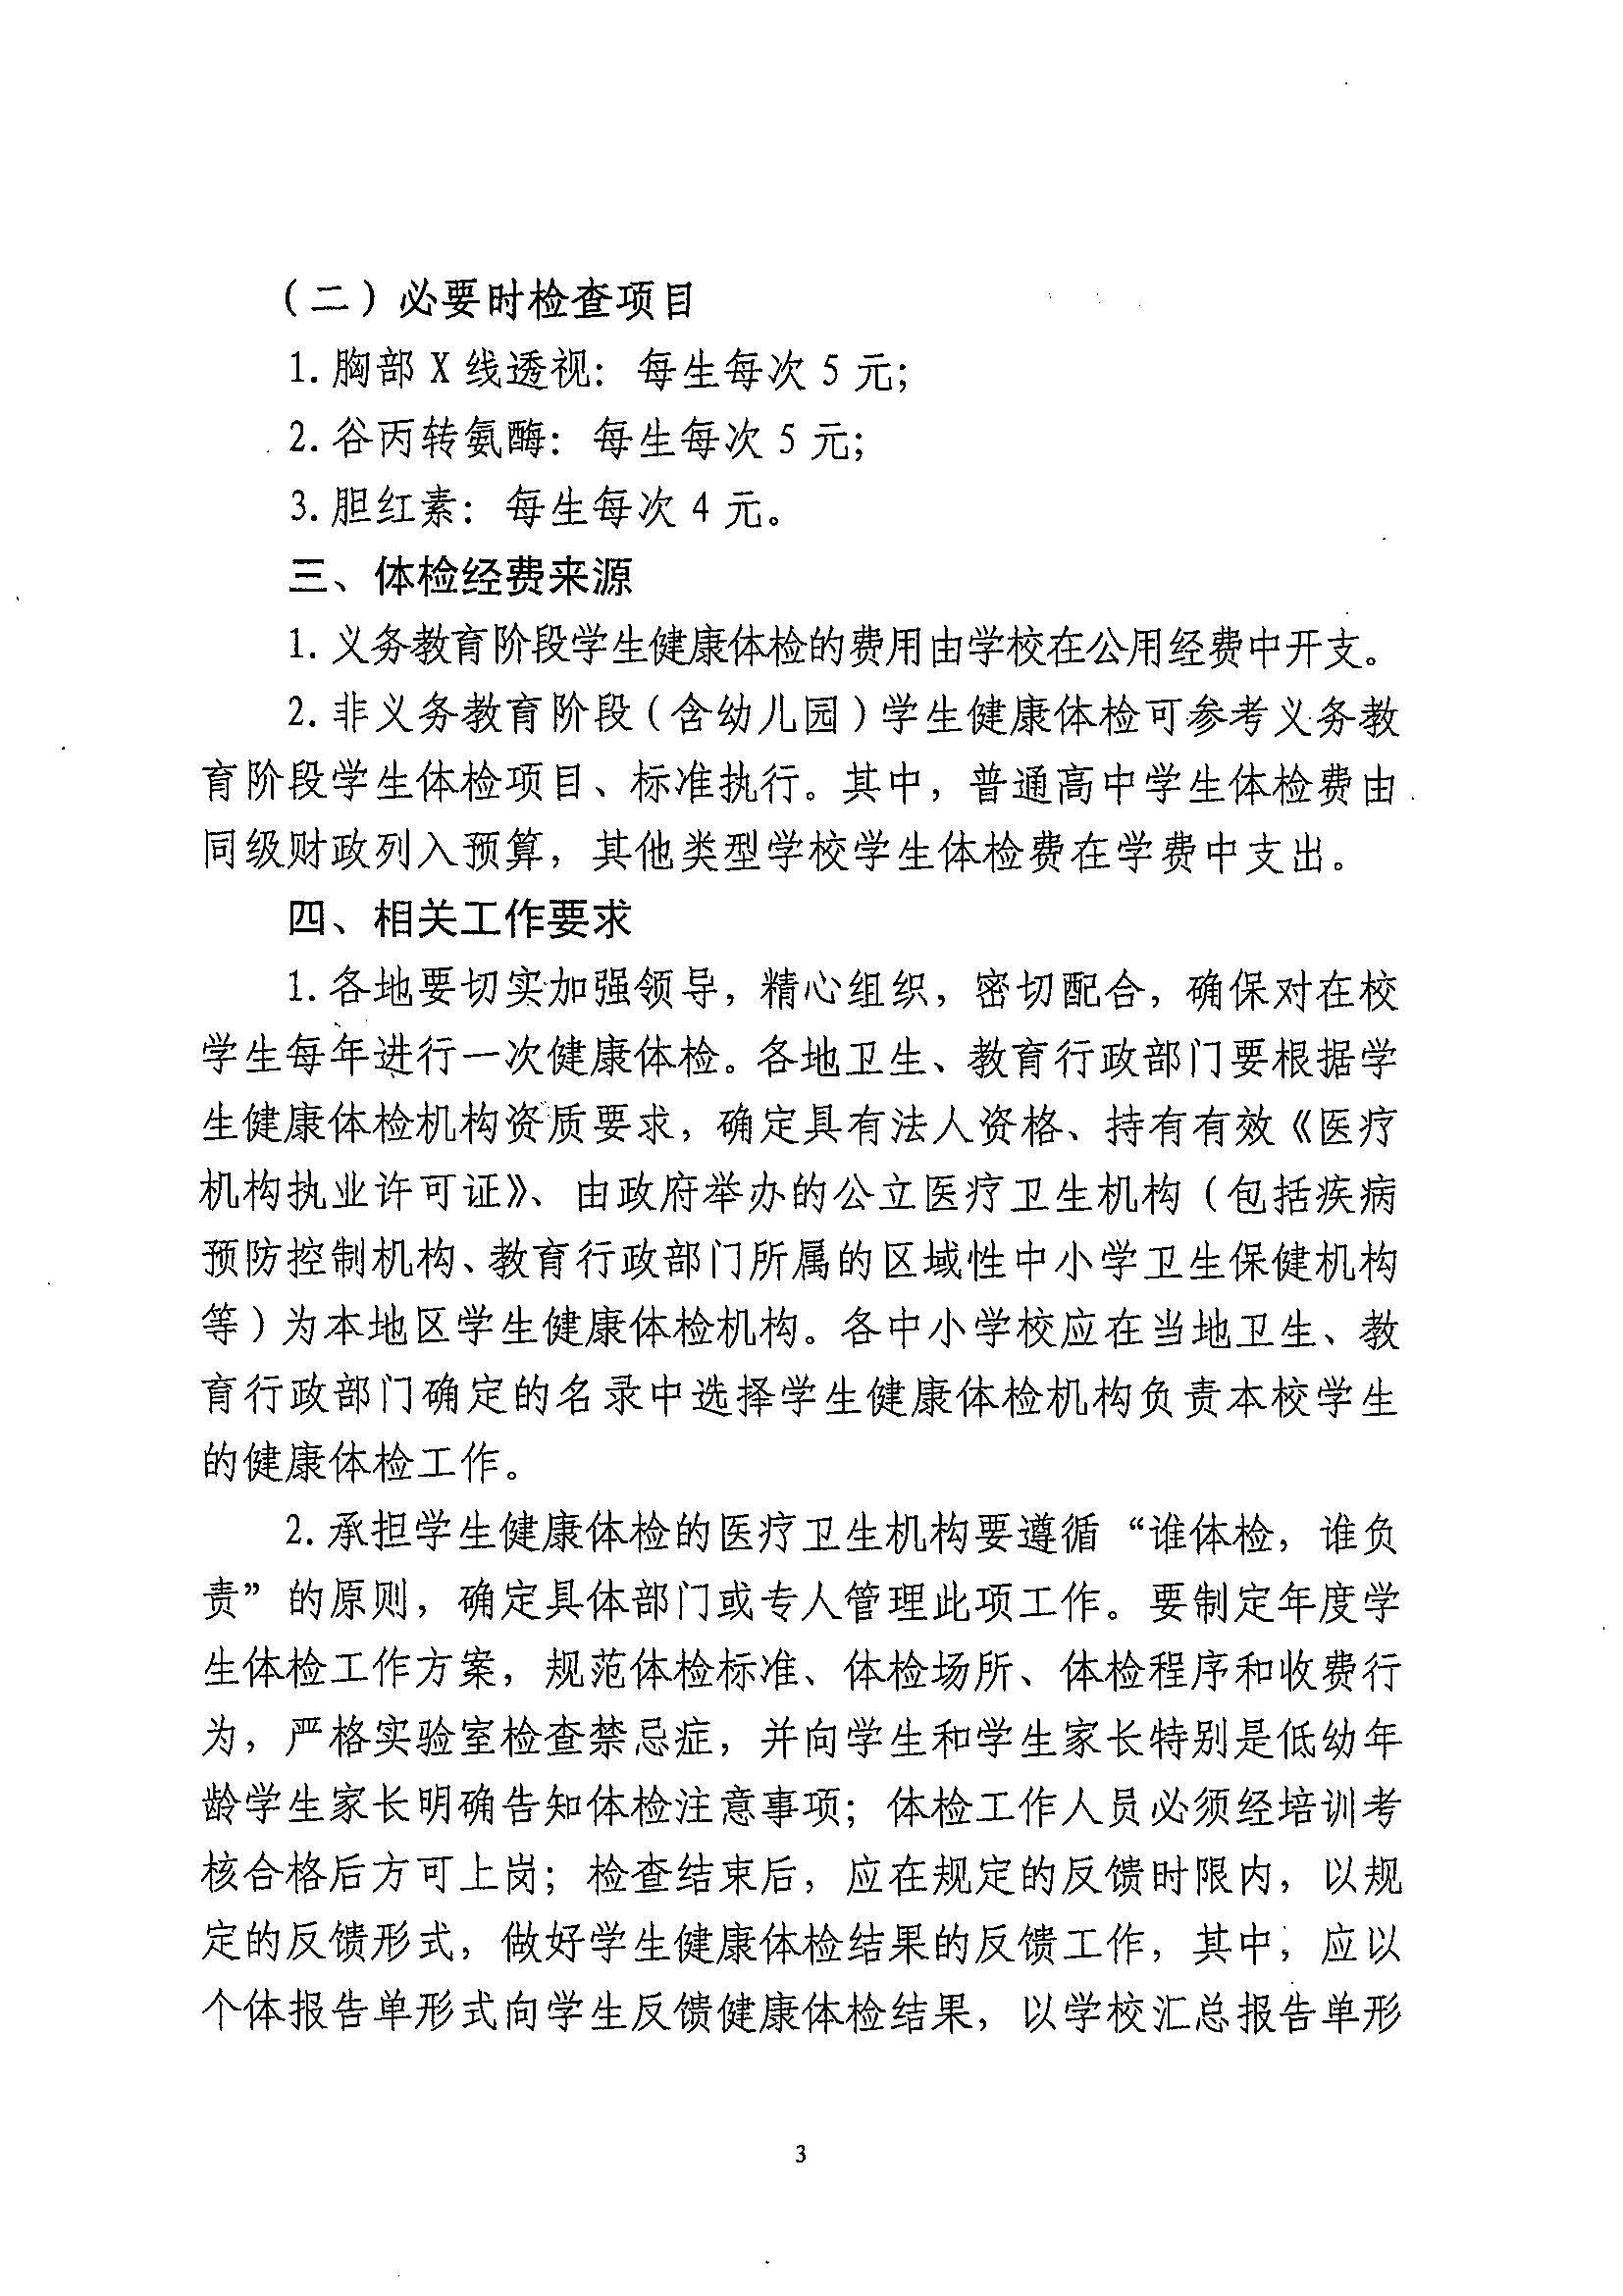 （二）必要时检查项目
1.胸部 X 线透视：每生每次 5 元；
2.谷丙转氨酶：每生每次 5 元；
3.胆红素：每生每次 4 元。
三、体检经费来源
1.义务教育阶段学生健康体检的费用由学校在公用经费中开支。
2.非义务教育阶段（含幼儿园）学生健康体检可参考义务教
育阶段学生体检项目、标准执行。其中，普通高中学生体检费由
同级财政列入预算，其他类型学校学生体检费在学费中支出。
四、相关工作要求
1.各地要切实加强领导，精心组织，密切配合，确保对在校
学生每年进行一次健康体检。各地卫生、教育行政部门要根据学
生健康体检机构资质要求，确定具有法人资格、持有有效《医疗
机构执业许可证》、由政府举办的公立医疗卫生机构（包括疾病
预防控制机构、教育行政部门所属的区域性中小学卫生保健机构
等）为本地区学生健康体检机构。各中小学校应在当地卫生、教
育行政部门确定的名录中选择学生健康体检机构负责本校学生
的健康体检工作。
2.承担学生健康体检的医疗卫生机构要遵循“谁体检，谁负
责”的原则，确定具体部门或专人管理此项工作。要制定年度学
生体检工作方案，规范体检标准、体检场所、体检程序和收费行
为，严格实验室检查禁忌症，并向学生和学生家长特别是低幼年
龄学生家长明确告知体检注意事项；体检工作人员必须经培训考
核合格后方可上岗；检查结束后，应在规定的反馈时限内，以规
定的反馈形式，做好学生健康体检结果的反馈工作，其中，应以
个体报告单形式向学生反馈健康体检结果，以学校汇总报告单形
3